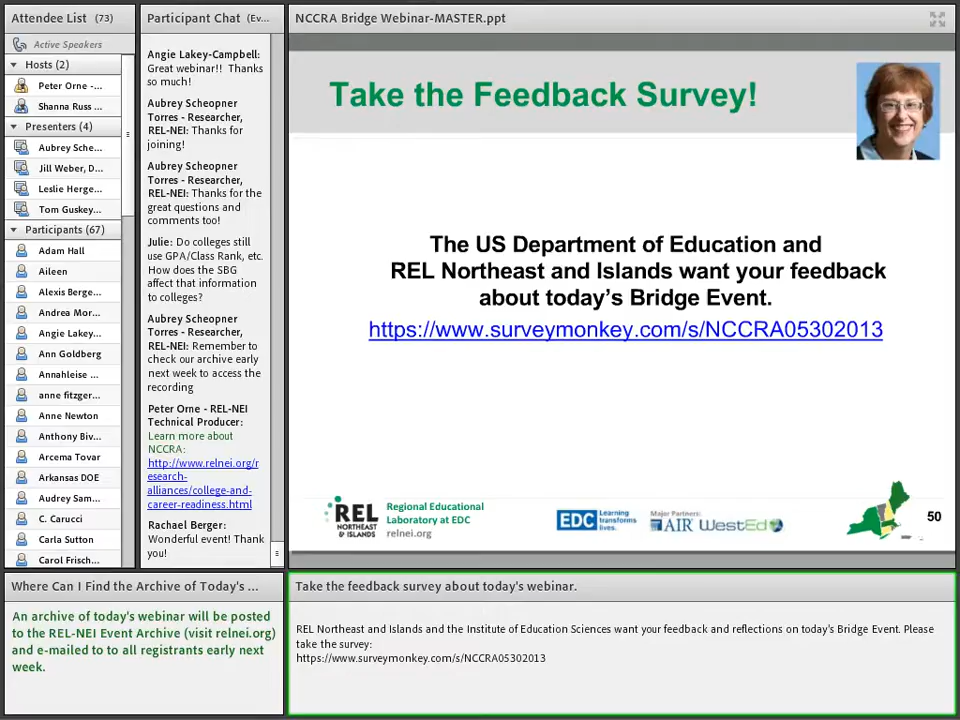 Attendee List (73)
Active Speakers
Hosts (2)
Peter Orne -...
Shanna Russ ...
Presenters (4)
Aubrey Sche...
Jill Weber, D...
Leslie Herge...
Tom Guskey...
Participants (67)
Adam Hall
Aileen
Alexis Berge...
Andrea Mor...
Angie Lakey...
Ann Goldberg
Annahleise ...
anne fitzger...
Anne Newton
Anthony Biv...
Arcema Tovar
Arkansas DOE
Audrey Sam...
C. Carucci
Carla Sutton
Carol Frisch...
Participant Chat (Ev...
Angie Lakey-Campbell:
Great webinar!! Thanks
so much!
Aubrey Scheopner
Torres - Researcher,
REL-NEI: Thanks for
joining!
Aubrey Scheopner
Torres - Researcher,
REL-NEI: Thanks for the
great questions and
comments too!
Julie: Do colleges still
use GPA/Class Rank, etc.
How does the SBG
affect that information
to colleges?
Aubrey Scheopner
Torres - Researcher,
REL-NEI: Remember to
check our archive early
next week to access the
recording
Peter Orne - REL-NEI
Technical Producer:
Learn more about
NCCRA:
http://www.relnei.org/r
esearch-
alliances/college-and-
career-readiness.html
Rachael Berger:
Wonderful event! Thank
you!
NCCRA Bridge Webinar-MASTER.ppt
Take the Feedback Survey!
The US Department of Education and
REL Northeast and Islands want your feedback
about today's Bridge Event.
https://www.surveymonkey.com/s/NCCRA05302013
REL
NORTHEAST
& ISLANDS
Regional Educational
Laboratory at EDC
relnei.org
EDC Learning
transforms
lives.
Major Partners:
AIR WestEd
50
Where Can I Find the Archive of Today's ...
An archive of today's webinar will be posted
to the REL-NEI Event Archive (visit relnei.org)
and e-mailed to to all registrants early next
week.
Take the feedback survey about today's webinar.
REL Northeast and Islands and the Institute of Education Sciences want your feedback and reflections on today's Bridge Event. Please
take the survey:
https://www.surveymonkey.com/s/NCCRA05302013